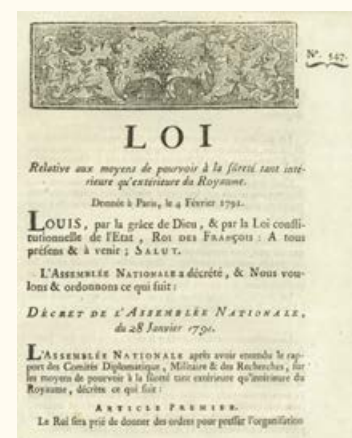 N°. 547.
LOI
Relative aux moyens de pourvoir à la sûreté tant inté-
rieure qu'extérieure du Royaume.
Donnée à Paris, le 4 Février 1791.
LOUIS, par la grâce de Dieu, & par la Loi consti-
tutionnelle de l'Etat, ROI DES FRANÇOIS: A tous
présens & à venir; SALUT.
L'ASSEMBLÉE NATIONALE a décrété, & Nous vou-
lons & ordonnons ce qui suit:
DÉCRET DE L'ASSEMBLÉE NATIONALE,
du 28 Janvier 1791.
L'ASSEMBLÉE NATIONALE après avoir entendu le rap-
port des Comités Diplomatique, Militaire & des Recherches, sur
les moyens de pourvoir à la sûreté tant extérieure qu'intérieure du
Royaume, décrète ce qui suit:
ARTICLE PREMIER.
Le Roi sera prié de donner des ordres pour presser l'organisation